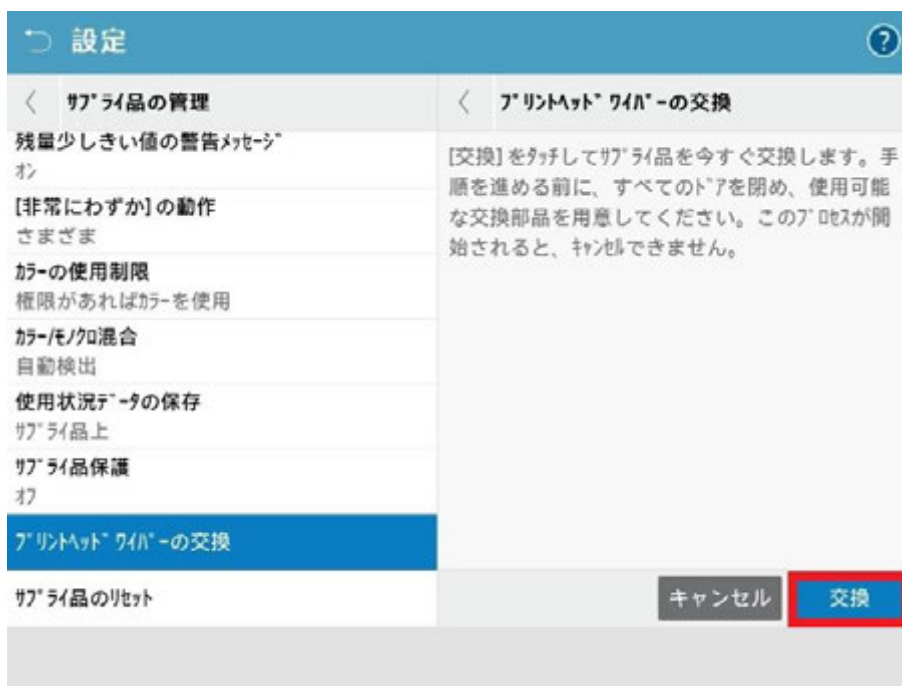 設定
?
サプライ品の管理
残量少しきい値の警告メッセージ
オン
[非常にわずか]の動作
さまざま
カラーの使用制限
権限があればカラーを使用
カラー/モノクロ混合
自動検出
使用状況データの保存
サプライ品上
サプライ品保護
オフ
プリントヘッド ワイパーの交換
サプライ品のリセット
プリントヘッド ワイパーの交換
[交換]をタッチしてサプライ品を今すぐ交換します。手
順を進める前に、すべてのドアを閉め、使用可能
な交換部品を用意してください。このプロセスが開
始されると、キャンセルできません。
キャンセル
交換